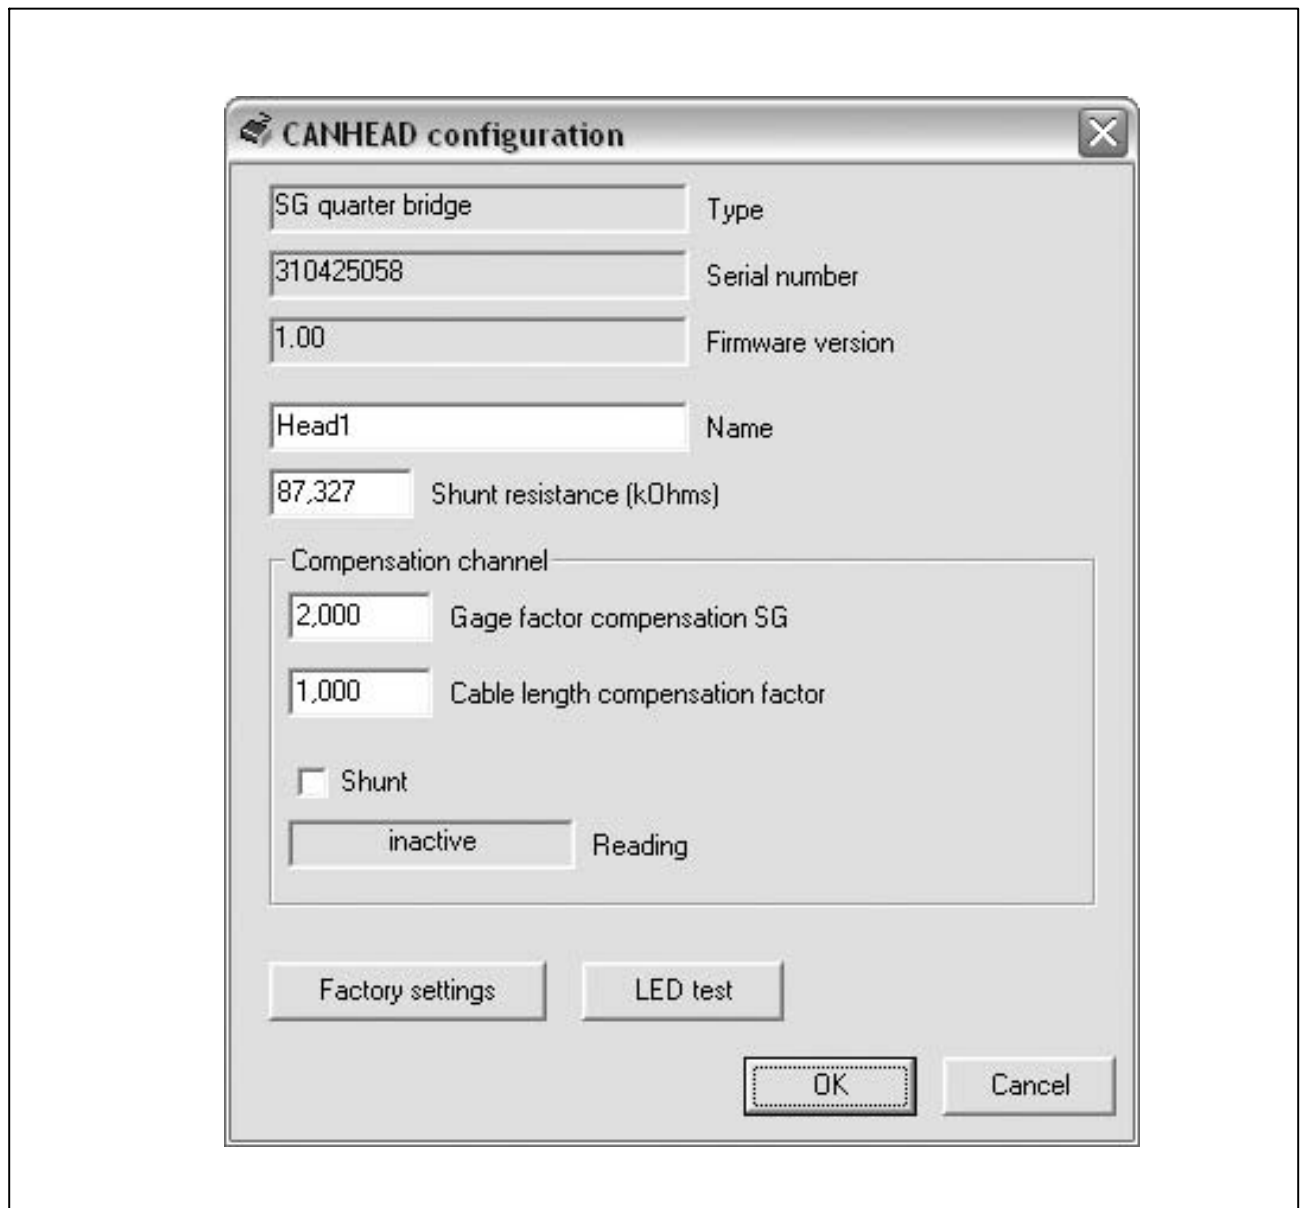 CANHEAD configuration
SG quarter bridge Type
310425058 Serial number
1.00 Firmware version
Head1 Name
87,327 Shunt resistance (kOhms)
Compensation channel
2,000 Gage factor compensation SG
1,000 Cable length compensation factor
Shunt
inactive Reading
Factory settings LED test
OK Cancel